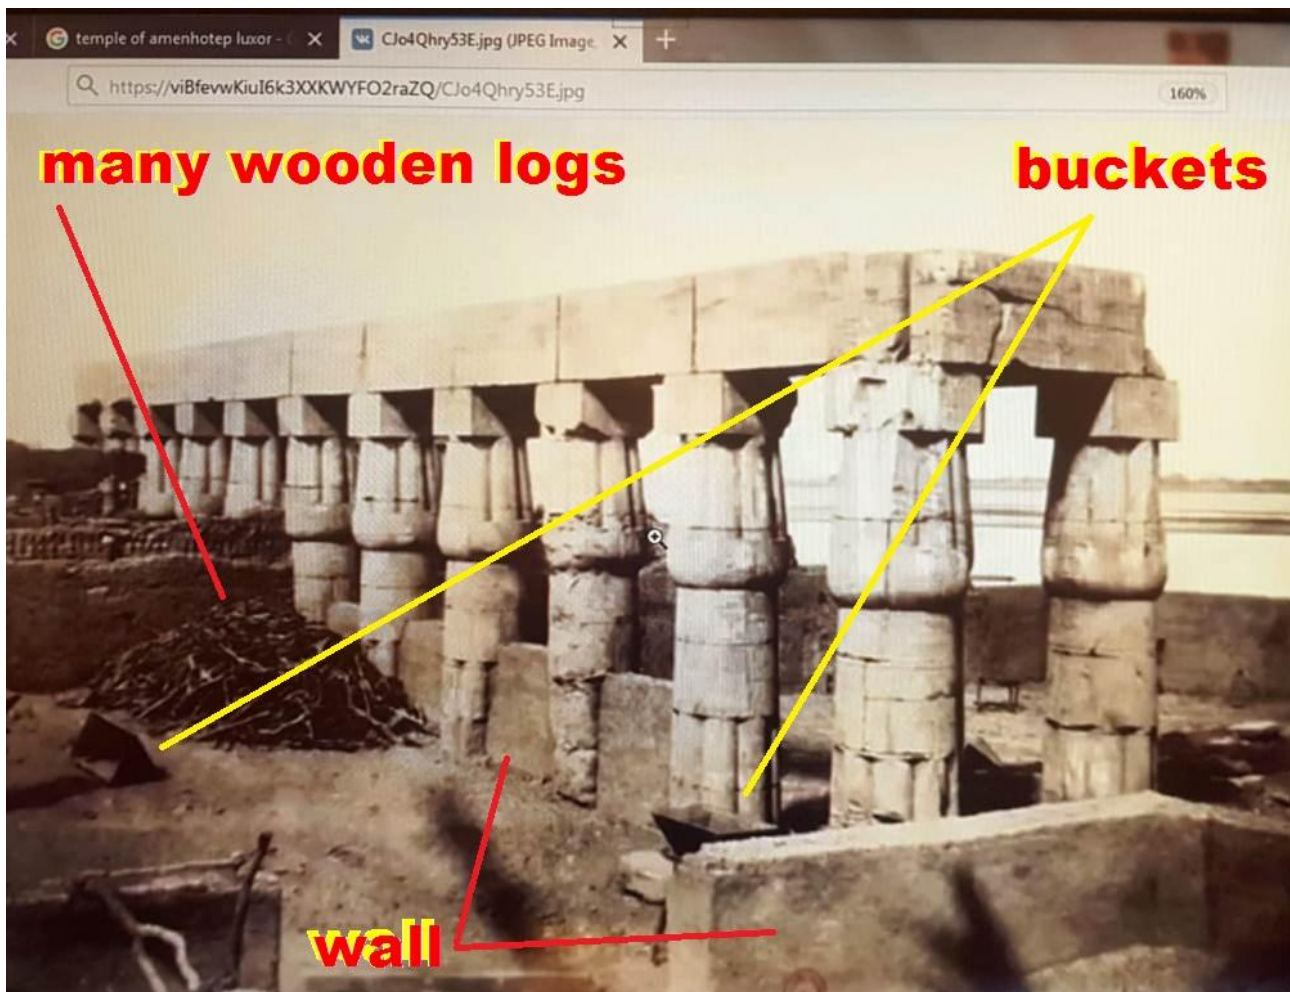 temple of amenhotep luxor -
CJo4Qhry53E.jpg (JPEG Image,
https://viBfevwKiuI6k3XXKWYFO2raZQ/CJo4Qhry53E.jpg
160%
many wooden logs
buckets
wall